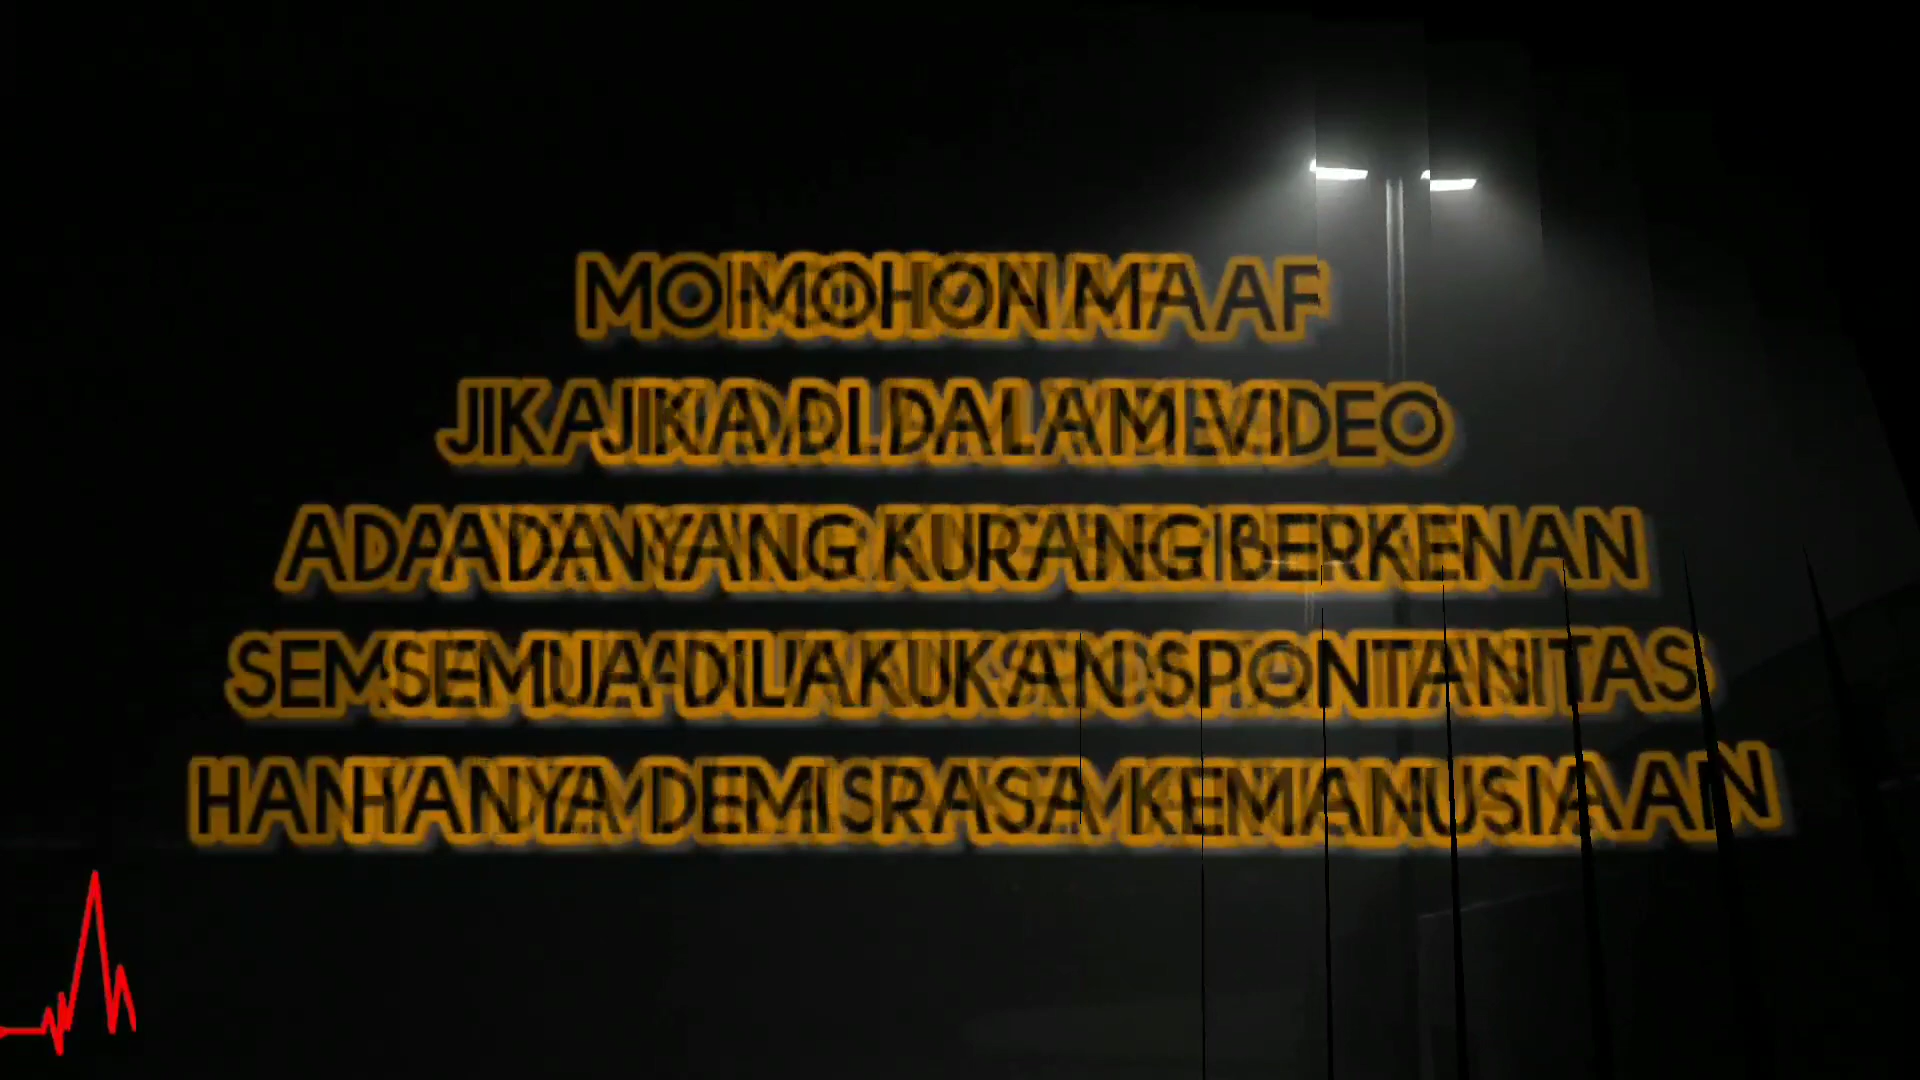 MOHON MAAF
JIKA DI DALAM VIDEO
ADA YANG KURANG BERKENAN
SEMUA DILAKUKAN SPONTANITAS
HANYA DEMI RASA KEMANUSIAAN